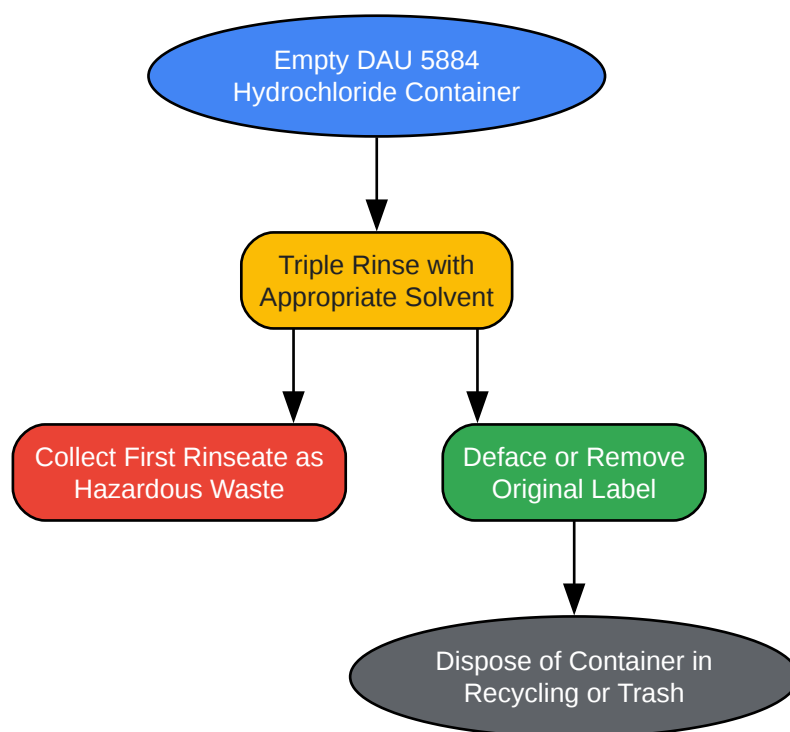 Empty DAU 5884
Hydrochloride Container
Triple Rinse with
Appropriate Solvent
Collect First Rinseate as
Hazardous Waste
Deface or Remove
Original Label
Dispose of Container in
Recycling or Trash